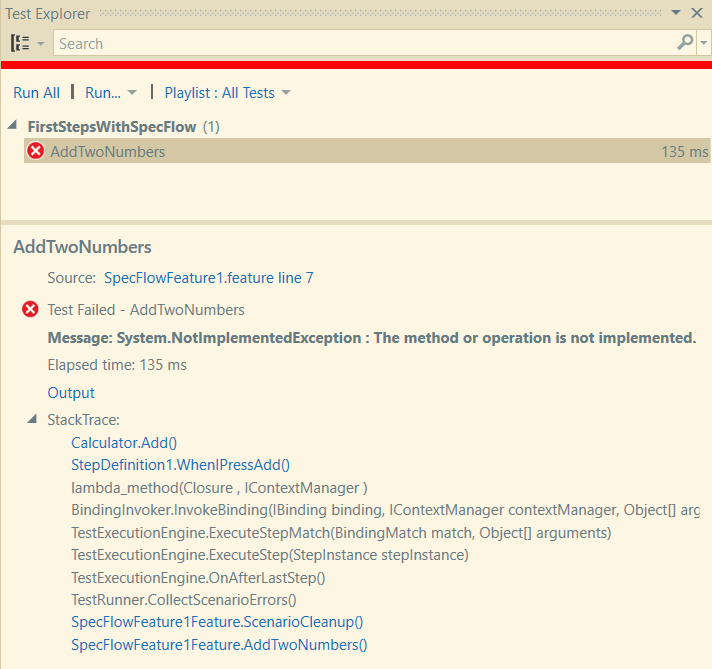 Test Explorer
Search
Run All | Run... | Playlist : All Tests
FirstStepsWithSpecFlow (1)
AddTwoNumbers 135 ms
AddTwoNumbers
Source: SpecFlowFeature1.feature line 7
Test Failed - AddTwoNumbers
Message: System.NotImplementedException : The method or operation is not implemented.
Elapsed time: 135 ms
Output
StackTrace:
Calculator.Add()
StepDefinition1.WhenIPressAdd()
lambda_method(Closure , IContextManager )
BindingInvoker.InvokeBinding(IBinding binding, IContextManager contextManager, Object[] arg
TestExecutionEngine.ExecuteStepMatch(BindingMatch match, Object[] arguments)
TestExecutionEngine.ExecuteStep(StepInstance stepInstance)
TestExecutionEngine.OnAfterLastStep()
TestRunner.CollectScenarioErrors()
SpecFlowFeature1Feature.ScenarioCleanup()
SpecFlowFeature1Feature.AddTwoNumbers()